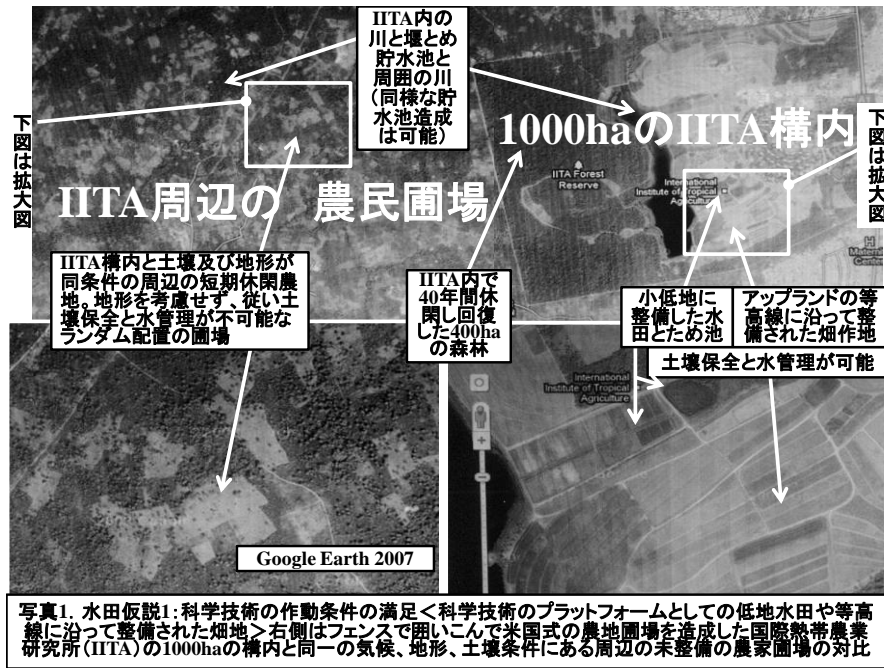 IITA内の
川と堰とめ
貯水池と
周囲の川
(同様な貯
水池造成
は可能)
下図は拡大図
1000haのIITA構内
下図は拡大図
IITA Forest
Reserve
International
Institute of Tropical
Agriculture
IITA周辺の 農民圃場
H
Maternit
Center
IITA構内と土壌及び地形が
同条件の周辺の短期休閑農
地。地形を考慮せず、従い土
壌保全と水管理が不可能な
ランダム配置の圃場
IITA内で
40年間休
閑し回復
した400ha
の森林
小低地に
整備した水
田とため池
アップランドの等
高線に沿って整
備された畑作地
土壌保全と水管理が可能
International
Institute of Tropical
Agriculture
Google Earth 2007
写真1. 水田仮説1:科学技術の作動条件の満足<科学技術のプラットフォームとしての低地水田や等高
線に沿って整備された畑地>右側はフェンスで囲いこんで米国式の農地圃場を造成した国際熱帯農業
研究所(IITA)の1000haの構内と同一の気候、地形、土壌条件にある周辺の未整備の農家圃場の対比